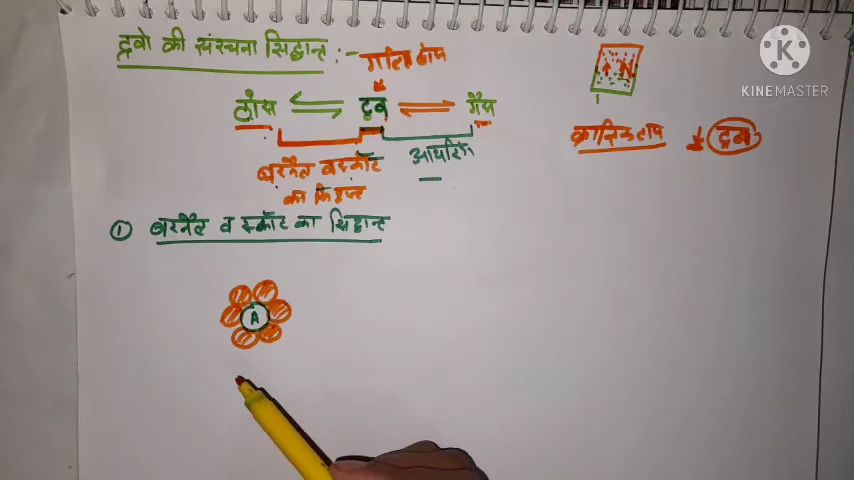 द्रवो की संरचना सिद्धान्त :-
गलनांक
ठोस द्रव गैस
क्रान्तिक ताप ↓ द्रव
बरनैल व स्कॉट
का सिद्धान्त
आयरिंग
① बरनैल व स्कॉट का सिद्धान्त
A
N
K
KINEMASTER